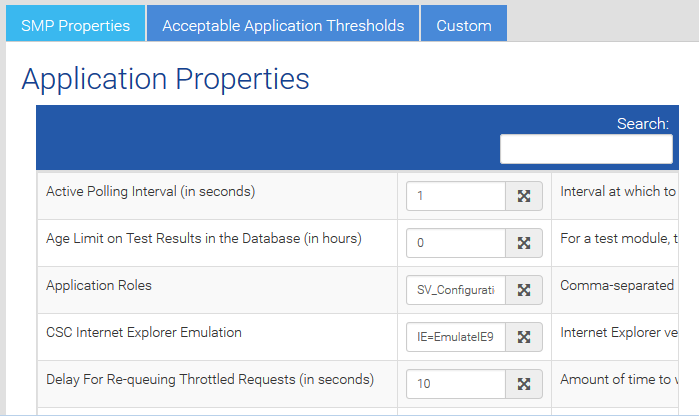 SMP Properties
Acceptable Application Thresholds
Custom
Application Properties
Search:
Active Polling Interval (in seconds) 1 Interval at which to
Age Limit on Test Results in the Database (in hours) 0 For a test module, t
Application Roles SV_Configurati Comma-separated
CSC Internet Explorer Emulation IE=EmulateIE9 Internet Explorer ve
Delay For Re-queuing Throttled Requests (in seconds) 10 Amount of time to v